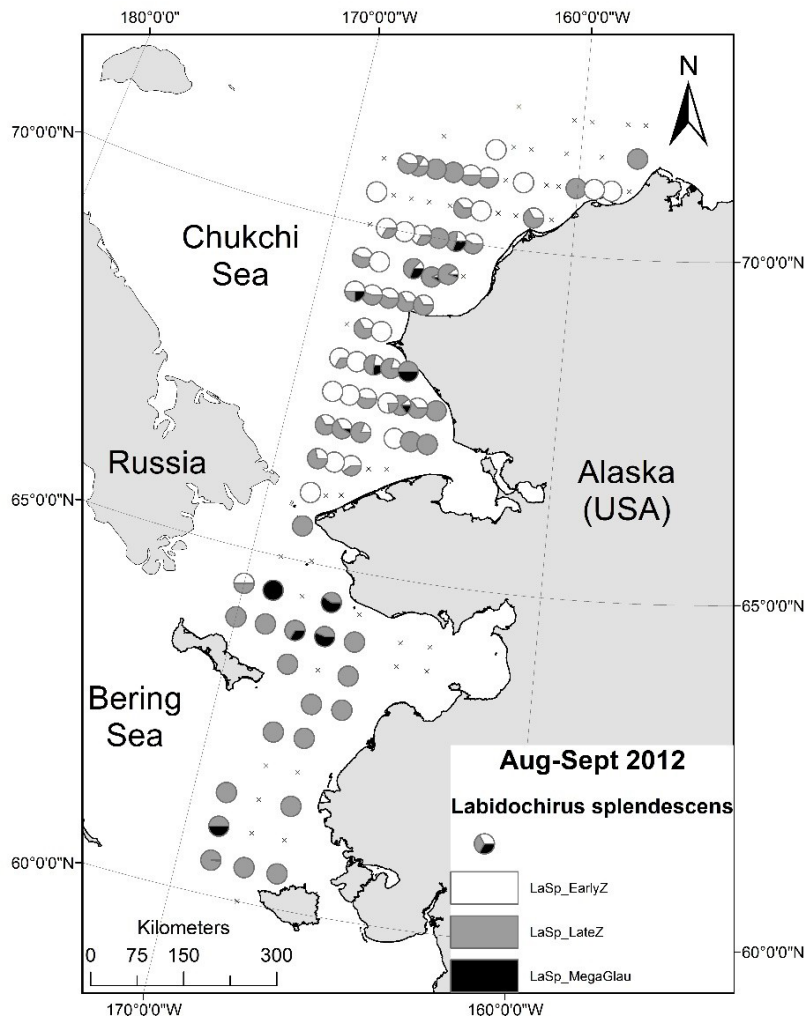 180°0'0"
170°0'0"W
160°0'0"W
N
70°0'0"N
Chukchi
Sea
70°0'0"N
Russia
Alaska
(USA)
65°0'0"N
65°0'0"N
Bering
Sea
Aug-Sept 2012
Labidochirus splendescens
LaSp_EarlyZ
LaSp_LateZ
LaSp_MegaGlau
60°0'0"N
60°0'0"N
Kilometers
0 75 150 300
170°0'0"W
160°0'0"W